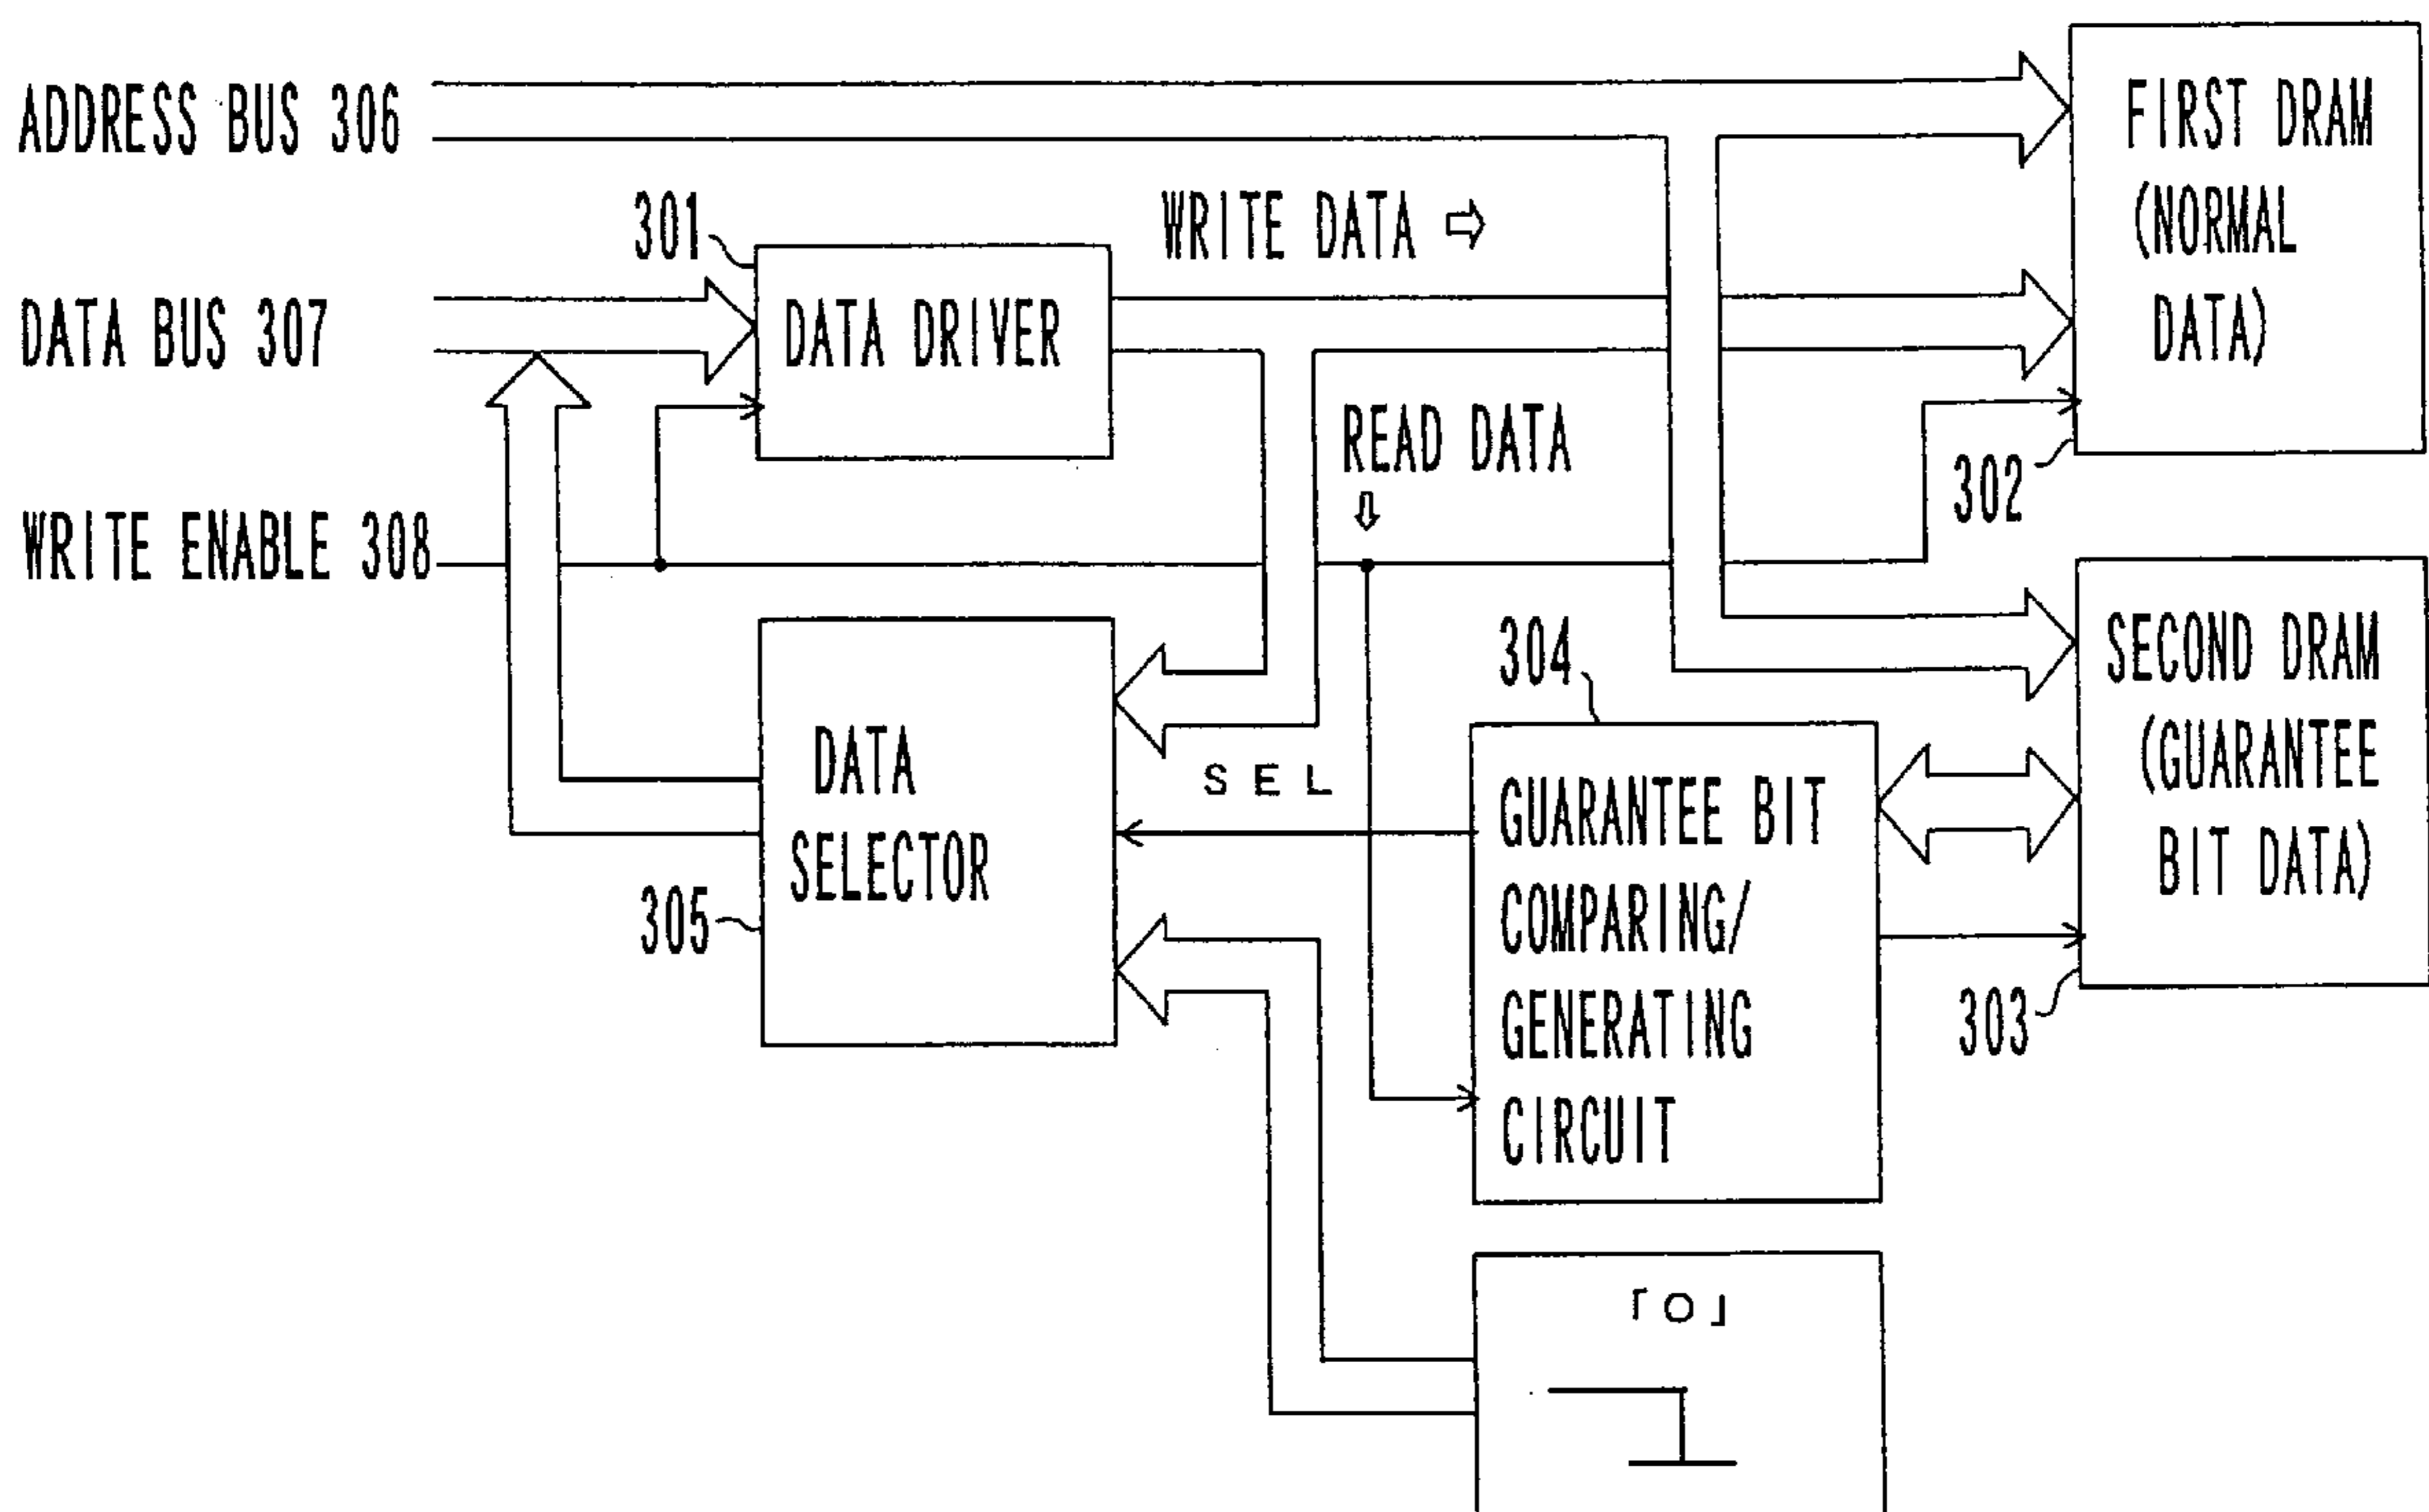 ADDRESS BUS 306
FIRST DRAM
(NORMAL
DATA)
301
WRITE DATA ⇨
DATA BUS 307
DATA DRIVER
READ DATA
⇩
302
WRITE ENABLE 308
304
SECOND DRAM
(GUARANTEE
BIT DATA)
DATA
SELECTOR
SEL
GUARANTEE BIT
COMPARING/
GENERATING
CIRCUIT
305
303
「0」